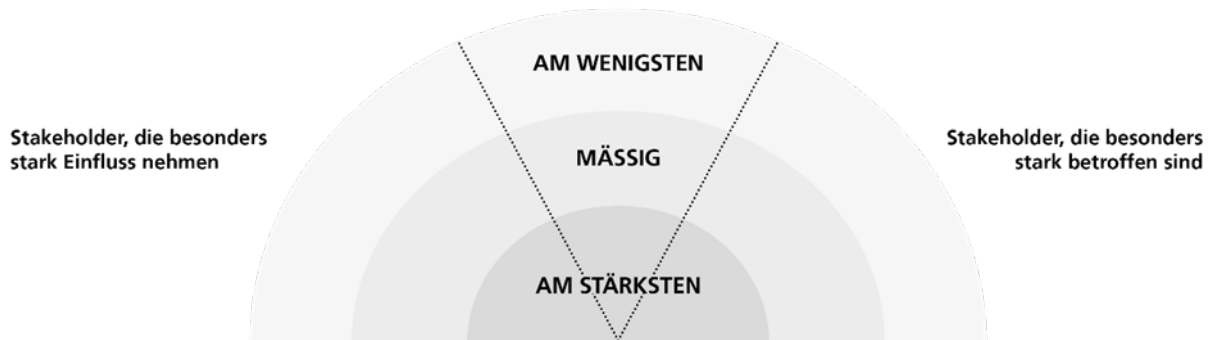 AM WENIGSTEN
Stakeholder, die besonders
stark Einfluss nehmen
MÄSSIG
Stakeholder, die besonders
stark betroffen sind
AM STÄRKSTEN